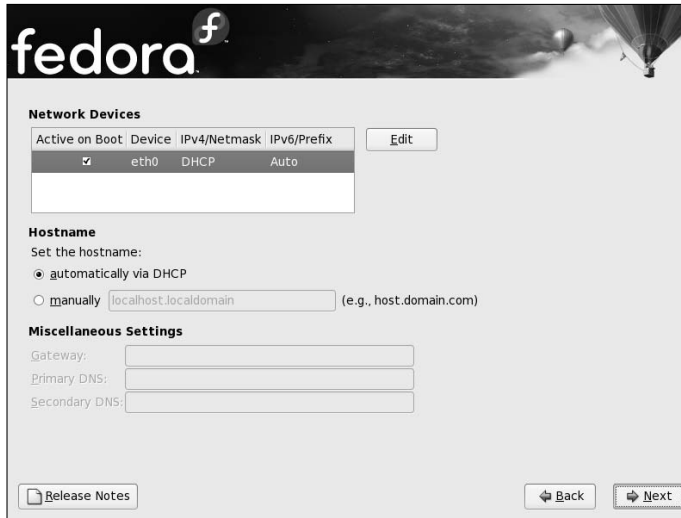 fedora
Network Devices
Active on Boot Device IPv4/Netmask IPv6/Prefix
Edit
eth0 DHCP Auto
Hostname
Set the hostname:
automatically via DHCP
manually localhost.localdomain (e.g., host.domain.com)
Miscellaneous Settings
Gateway:
Primary DNS:
Secondary DNS:
Release Notes
Back
Next